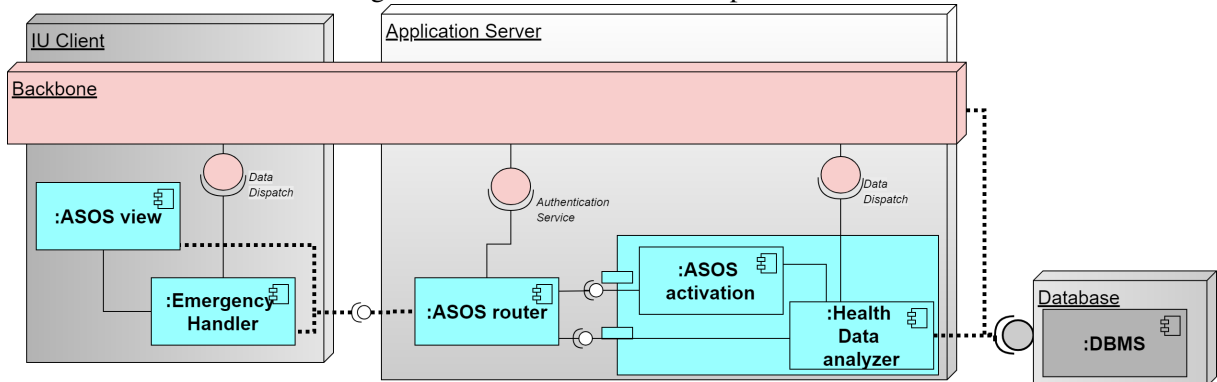 IU Client
Application Server
Backbone
Data
Dispatch
Authentication
Service
Data
Dispatch
:ASOS view
:Emergency
Handler
:ASOS router
:ASOS
activation
:Health
Data
analyzer
Database
:DBMS